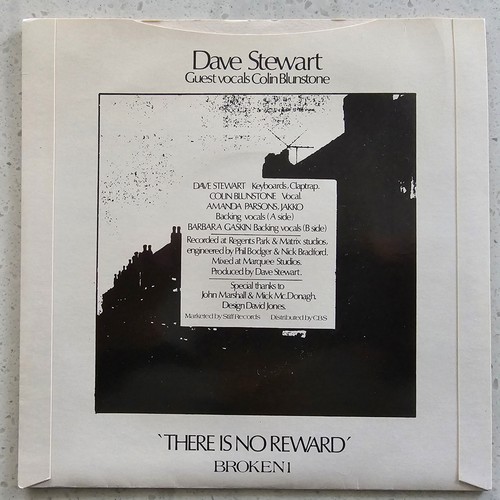 Dave Stewart
Guest vocals Colin Blunstone
DAVE STEWART Keyboards, Claptrap.
COLIN BLUNSTONE Vocal.
AMANDA PARSONS, JAKKO
Backing vocals (A side)
BARBARA GASKIN Backing vocals (B side)
Recorded at Regents Park & Matrix studios,
engineered by Phil Bodger & Nick Bradford.
Mixed at Marquee Studios.
Produced by Dave Stewart.
Special thanks to
John Marshall & Mick Mc.Donagh.
Design David Jones.
Marketed by Stiff Records Distributed by CBS
`THERE IS NO REWARD´
BROKEN 1